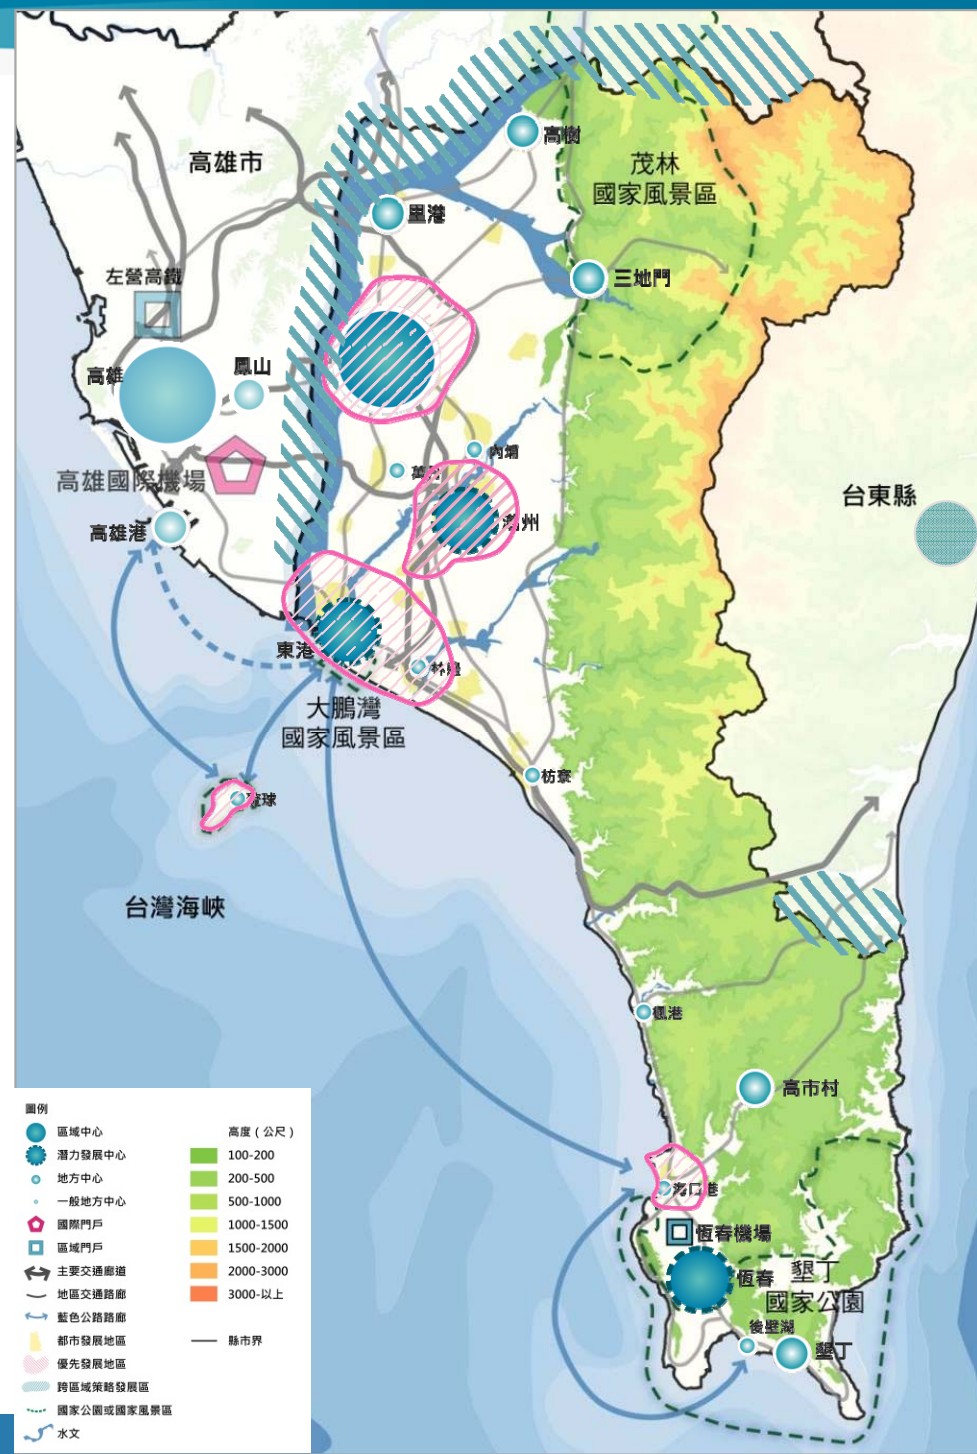 高樹
高雄市
茂林
國家風景區
里港
左營高鐵
三地門
鳳山
高雄
內埔
高雄國際機場
台東縣
高雄港
州
東港
林邊
大鵬灣
國家風景區
枋寮
琉球
台灣海峽
楓港
高市村
海口港
恆春機場
恆春
墾丁
國家公園
後壁湖
墾丁
圖例
區域中心
潛力發展中心
地方中心
一般地方中心
國際門戶
區域門戶
主要交通廊道
地區交通路廊
藍色公路路廊
都市發展地區
優先發展地區
跨區域策略發展區
國家公園或國家風景區
水文
高度(公尺)
100-200
200-500
500-1000
1000-1500
1500-2000
2000-3000
3000-以上
縣市界